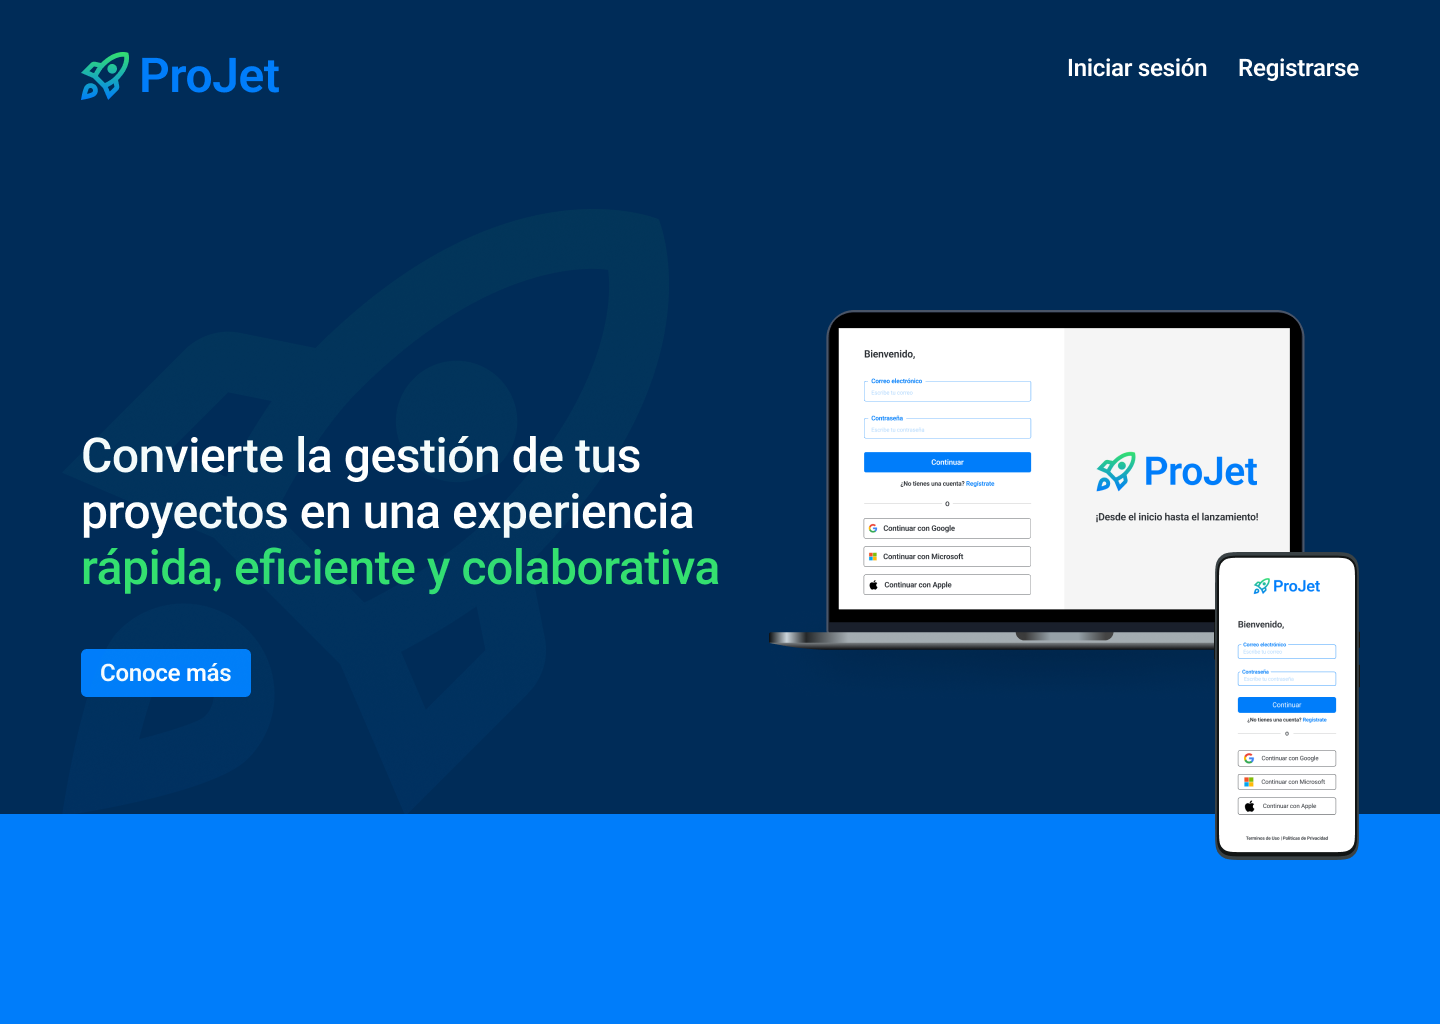 ProJet
Iniciar sesión
Registrarse
Convierte la gestión de tus
proyectos en una experiencia
rápida, eficiente y colaborativa
Conoce más
Bienvenido,
Correo electrónico
Escribe tu correo
Contraseña
Escribe tu contraseña
Continuar
¿No tienes una cuenta? Regístrate
o
Continuar con Google
Continuar con Microsoft
Continuar con Apple
ProJet
¡Desde el inicio hasta el lanzamiento!
ProJet
Bienvenido,
Correo electrónico
Escribe tu correo
Contraseña
Escribe tu contraseña
Continuar
¿No tienes una cuenta? Regístrate
o
Continuar con Google
Continuar con Microsoft
Continuar con Apple
Terminos de Uso | Políticas de Privacidad